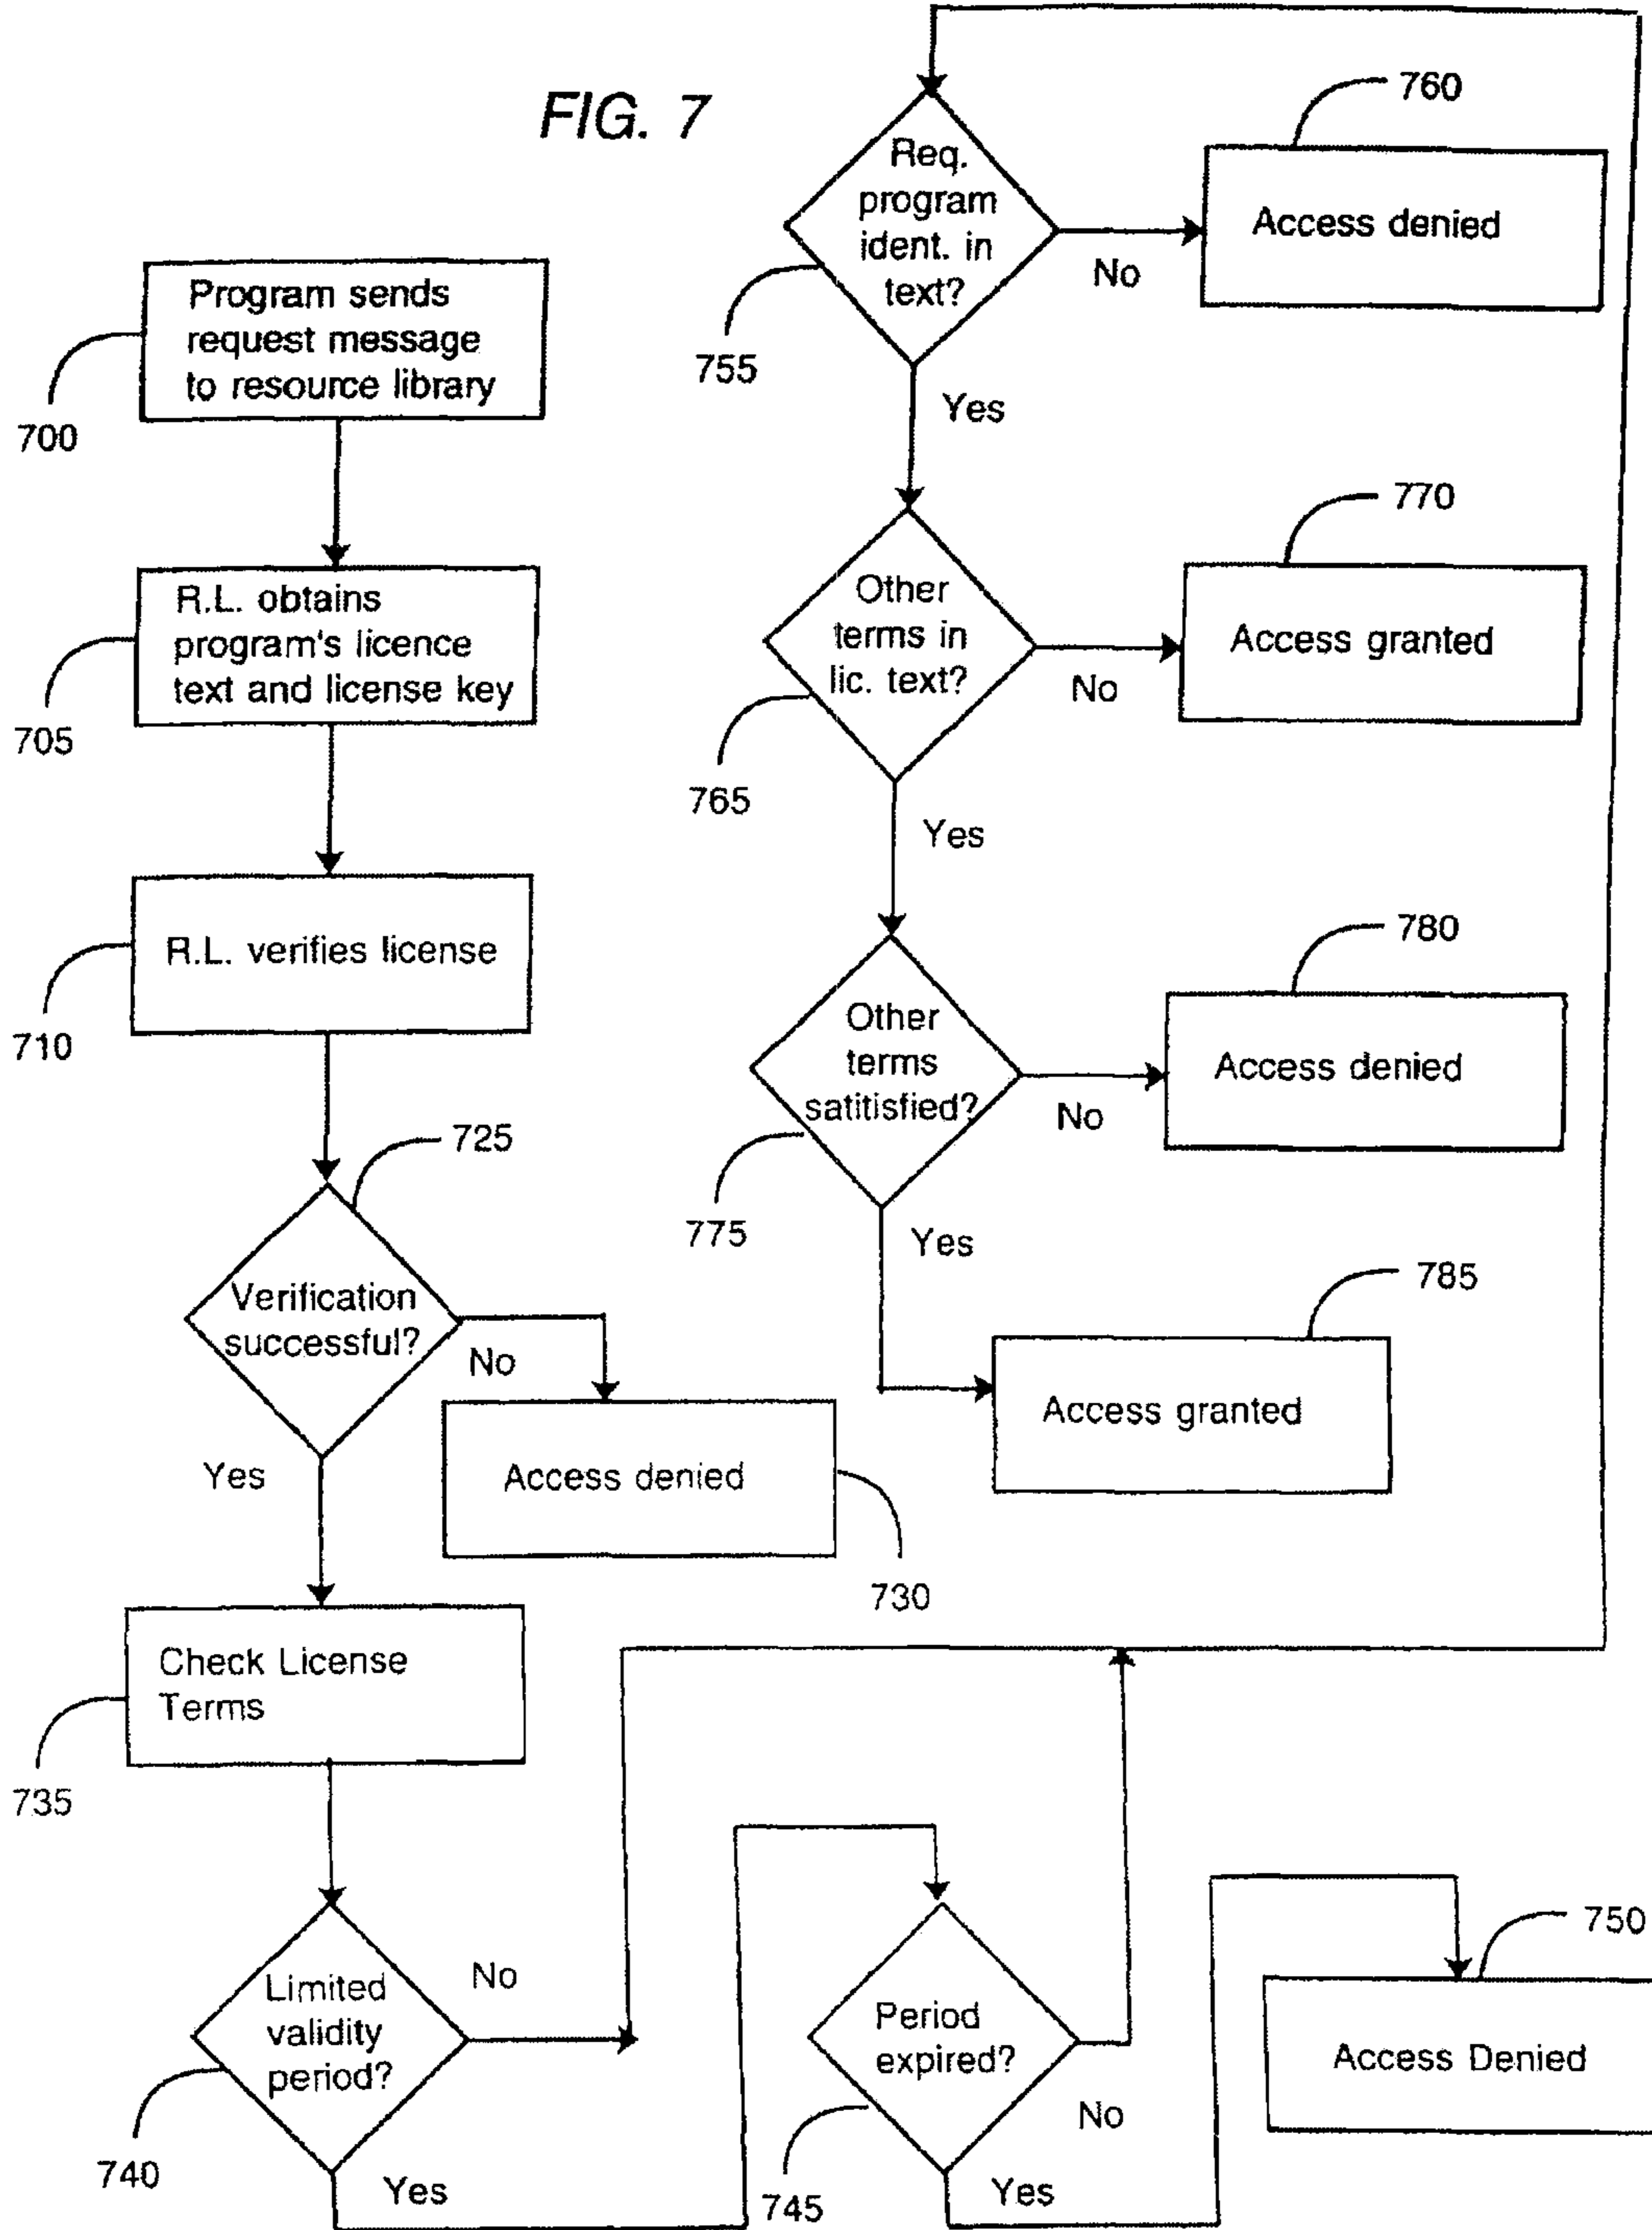 FIG. 7
Program sends
request message
to resource library
700
R.L. obtains
program's licence
text and license key
705
R.L. verifies license
710
725
Verification
successful?
No
Yes
Access denied
730
Check License
Terms
735
Limited
validity
period?
No
740
Yes
Period
expired?
No
745
Yes
750
Access Denied
Req.
program
ident. in
text?
755
No
760
Access denied
Yes
Other
terms in
lic. text?
765
No
770
Access granted
Yes
Other
terms
satitisfied?
775
No
780
Access denied
Yes
785
Access granted